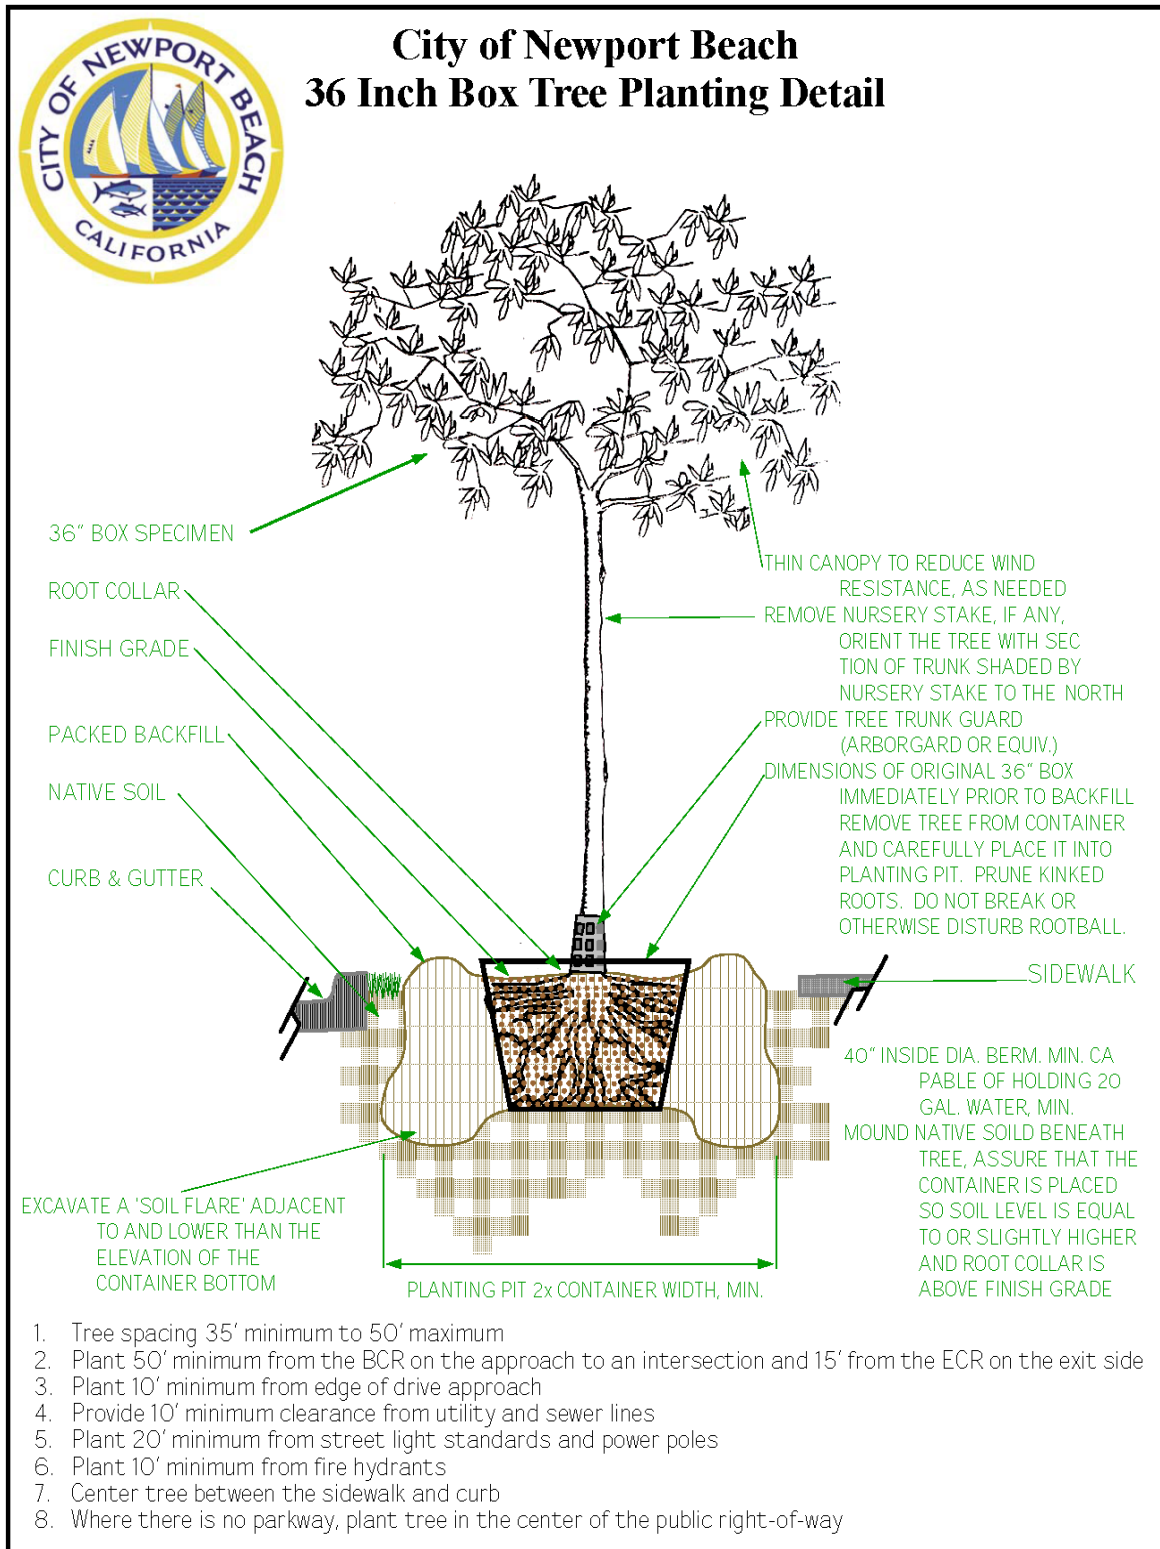 City of Newport Beach
36 Inch Box Tree Planting Detail
CITY OF NEWPORT BEACH
CALIFORNIA
36" BOX SPECIMEN
ROOT COLLAR
FINISH GRADE
PACKED BACKFILL
NATIVE SOIL
CURB & GUTTER
THIN CANOPY TO REDUCE WIND
RESISTANCE, AS NEEDED
REMOVE NURSERY STAKE, IF ANY,
ORIENT THE TREE WITH SEC
TION OF TRUNK SHADED BY
NURSERY STAKE TO THE NORTH
PROVIDE TREE TRUNK GUARD
(ARBORGARD OR EQUIV.)
DIMENSIONS OF ORIGINAL 36" BOX
IMMEDIATELY PRIOR TO BACKFILL
REMOVE TREE FROM CONTAINER
AND CAREFULLY PLACE IT INTO
PLANTING PIT. PRUNE KINKED
ROOTS. DO NOT BREAK OR
OTHERWISE DISTURB ROOTBALL.
SIDEWALK
40" INSIDE DIA. BERM. MIN. CA
PABLE OF HOLDING 20
GAL. WATER, MIN.
MOUND NATIVE SOILD BENEATH
TREE, ASSURE THAT THE
CONTAINER IS PLACED
SO SOIL LEVEL IS EQUAL
TO OR SLIGHTLY HIGHER
AND ROOT COLLAR IS
ABOVE FINISH GRADE
EXCAVATE A 'SOIL FLARE' ADJACENT
TO AND LOWER THAN THE
ELEVATION OF THE
CONTAINER BOTTOM
PLANTING PIT 2x CONTAINER WIDTH, MIN.
1. Tree spacing 35' minimum to 50' maximum
2. Plant 50' minimum from the BCR on the approach to an intersection and 15' from the ECR on the exit side
3. Plant 10' minimum from edge of drive approach
4. Provide 10' minimum clearance from utility and sewer lines
5. Plant 20' minimum from street light standards and power poles
6. Plant 10' minimum from fire hydrants
7. Center tree between the sidewalk and curb
8. Where there is no parkway, plant tree in the center of the public right-of-way